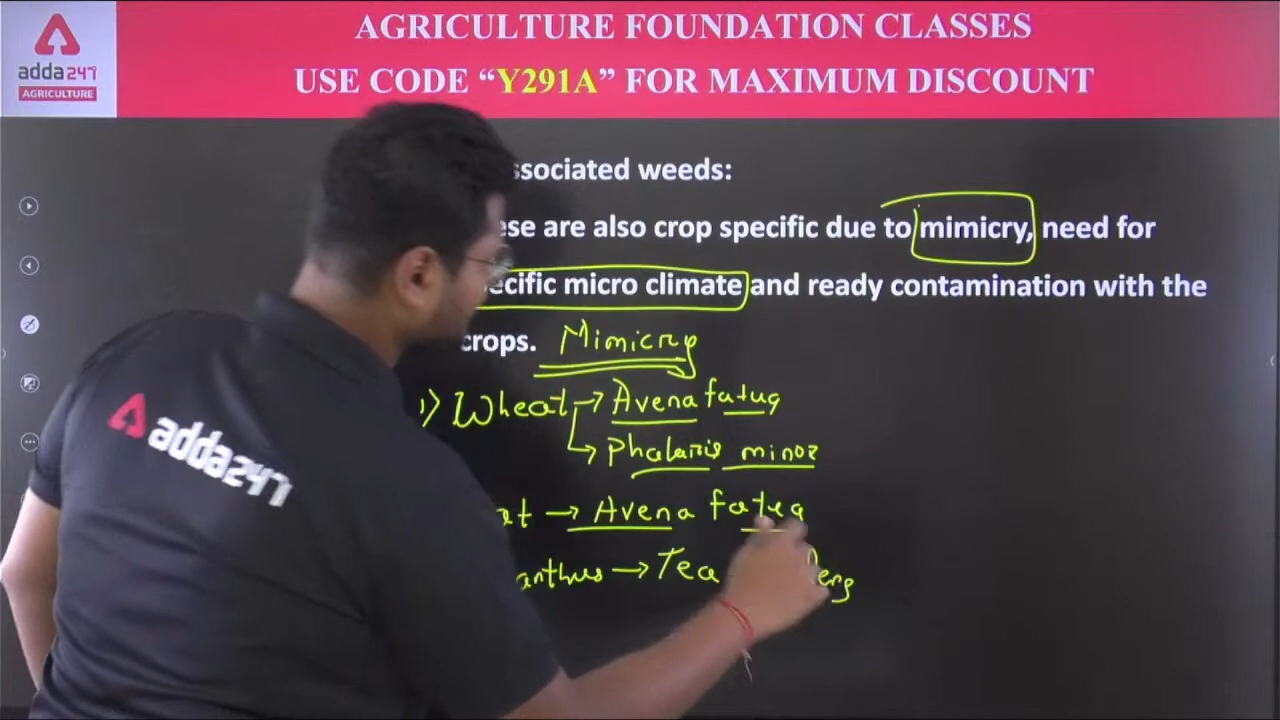 AGRICULTURE FOUNDATION CLASSES
USE CODE “Y291A” FOR MAXIMUM DISCOUNT
adda247
AGRICULTURE
ssociated weeds:
ese are also crop specific due to mimicry, need for
ecific micro climate and ready contamination with the
crops. Mimicry
1) Wheat → Avena fatua
→ Phalaris minor
at → Avena fatua
anthus → Tea
adda247